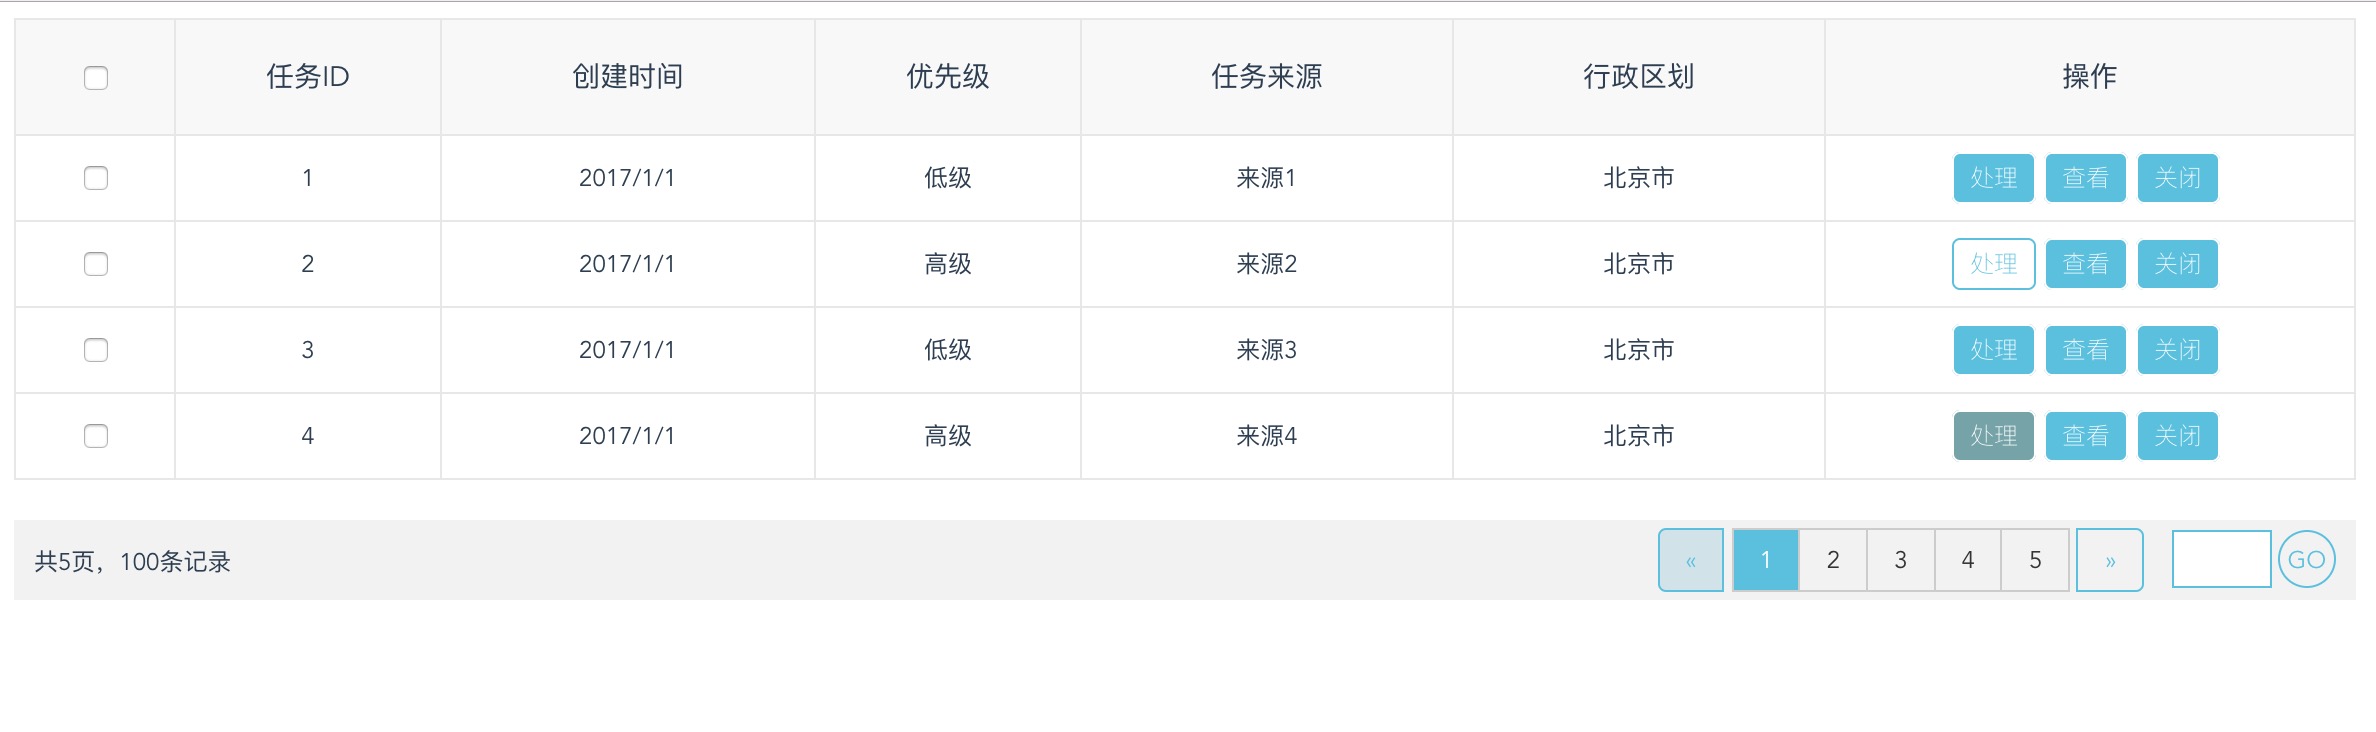 任务ID 创建时间 优先级 任务来源 行政区划 操作
1 2017/1/1 低级 来源1 北京市 处理 查看 关闭
2 2017/1/1 高级 来源2 北京市 处理 查看 关闭
3 2017/1/1 低级 来源3 北京市 处理 查看 关闭
4 2017/1/1 高级 来源4 北京市 处理 查看 关闭
共5页，100条记录 « 1 2 3 4 5 » GO